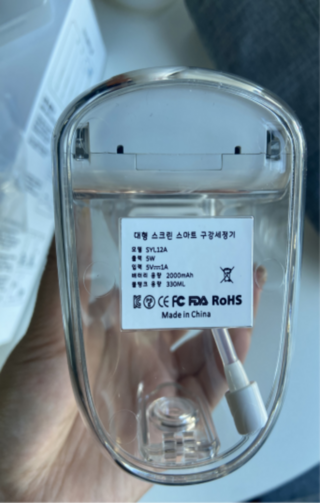 대형 스크린 스마트 구강세정기
모델 SYL12A
출력 5W
입력 5V⎓1A
배터리 용량 2000mAh
물탱크 용량 330ML
CE FC FDA RoHS
Made in China